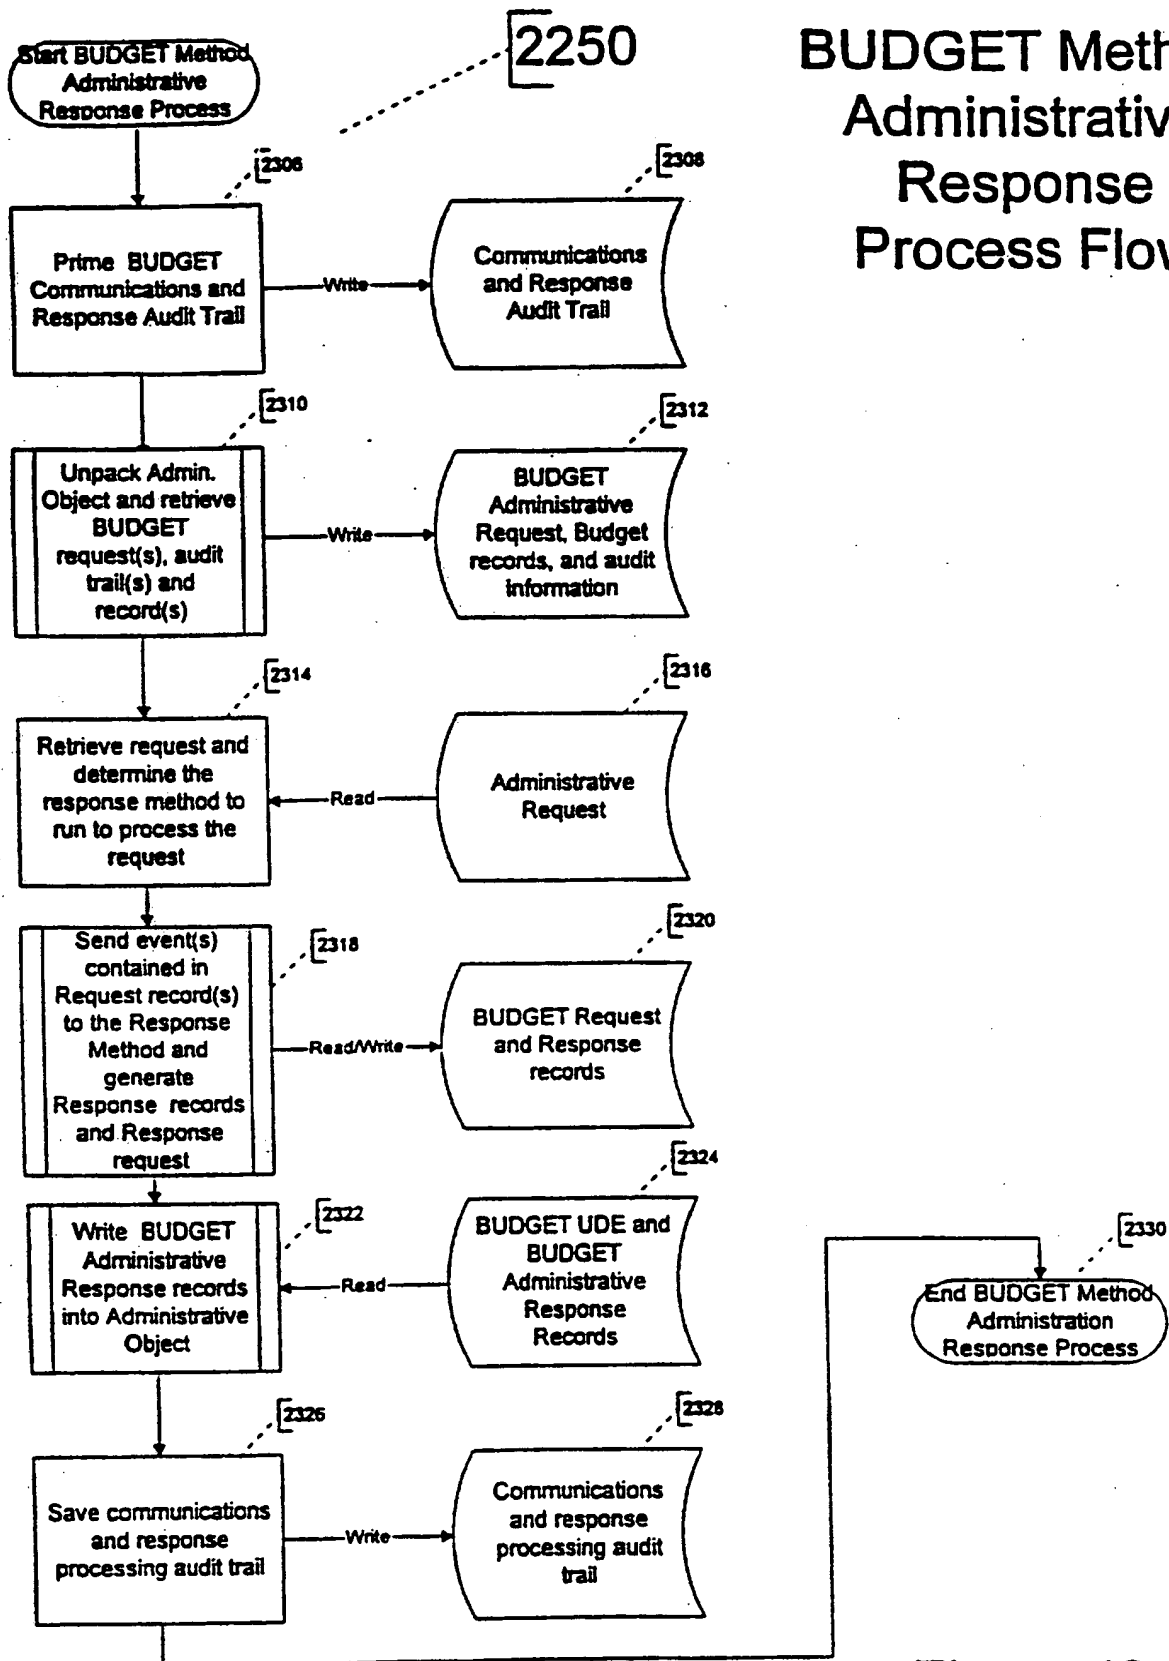 2250
BUDGET Meth
Administrativ
Response
Process Flo
Start BUDGET Method
Administrative
Response Process
2306
Prime BUDGET
Communications and
Response Audit Trail
Write
2308
Communications
and Response
Audit Trail
2310
Unpack Admin.
Object and retrieve
BUDGET
request(s), audit
trail(s) and
record(s)
Write
2312
BUDGET
Administrative
Request, Budget
records, and audit
information
2314
Retrieve request and
determine the
response method to
run to process the
request
Read
2316
Administrative
Request
2318
Send event(s)
contained in
Request record(s)
to the Response
Method and
generate
Response records
and Response
request
Read/Write
2320
BUDGET Request
and Response
records
2322
Write BUDGET
Administrative
Response records
into Administrative
Object
Read
2324
BUDGET UDE and
BUDGET
Administrative
Response
Records
2326
Save communications
and response
processing audit trail
Write
2328
Communications
and response
processing audit
trail
2330
End BUDGET Method
Administration
Response Process